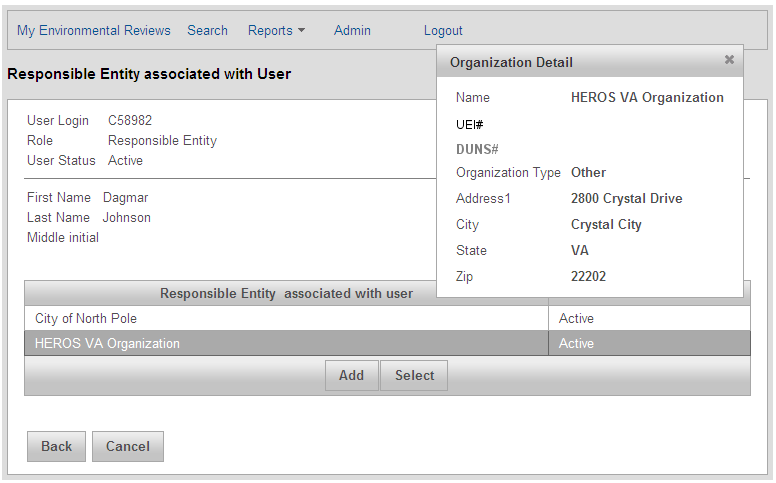 My Environmental Reviews Search Reports Admin Logout
Responsible Entity associated with User
User Login C58982
Role Responsible Entity
User Status Active
First Name Dagmar
Last Name Johnson
Middle initial
Organization Detail
Name HEROS VA Organization
UEI#
DUNS#
Organization Type Other
Address1 2800 Crystal Drive
City Crystal City
State VA
Zip 22202
Responsible Entity associated with user
City of North Pole Active
HEROS VA Organization Active
Add Select
Back Cancel